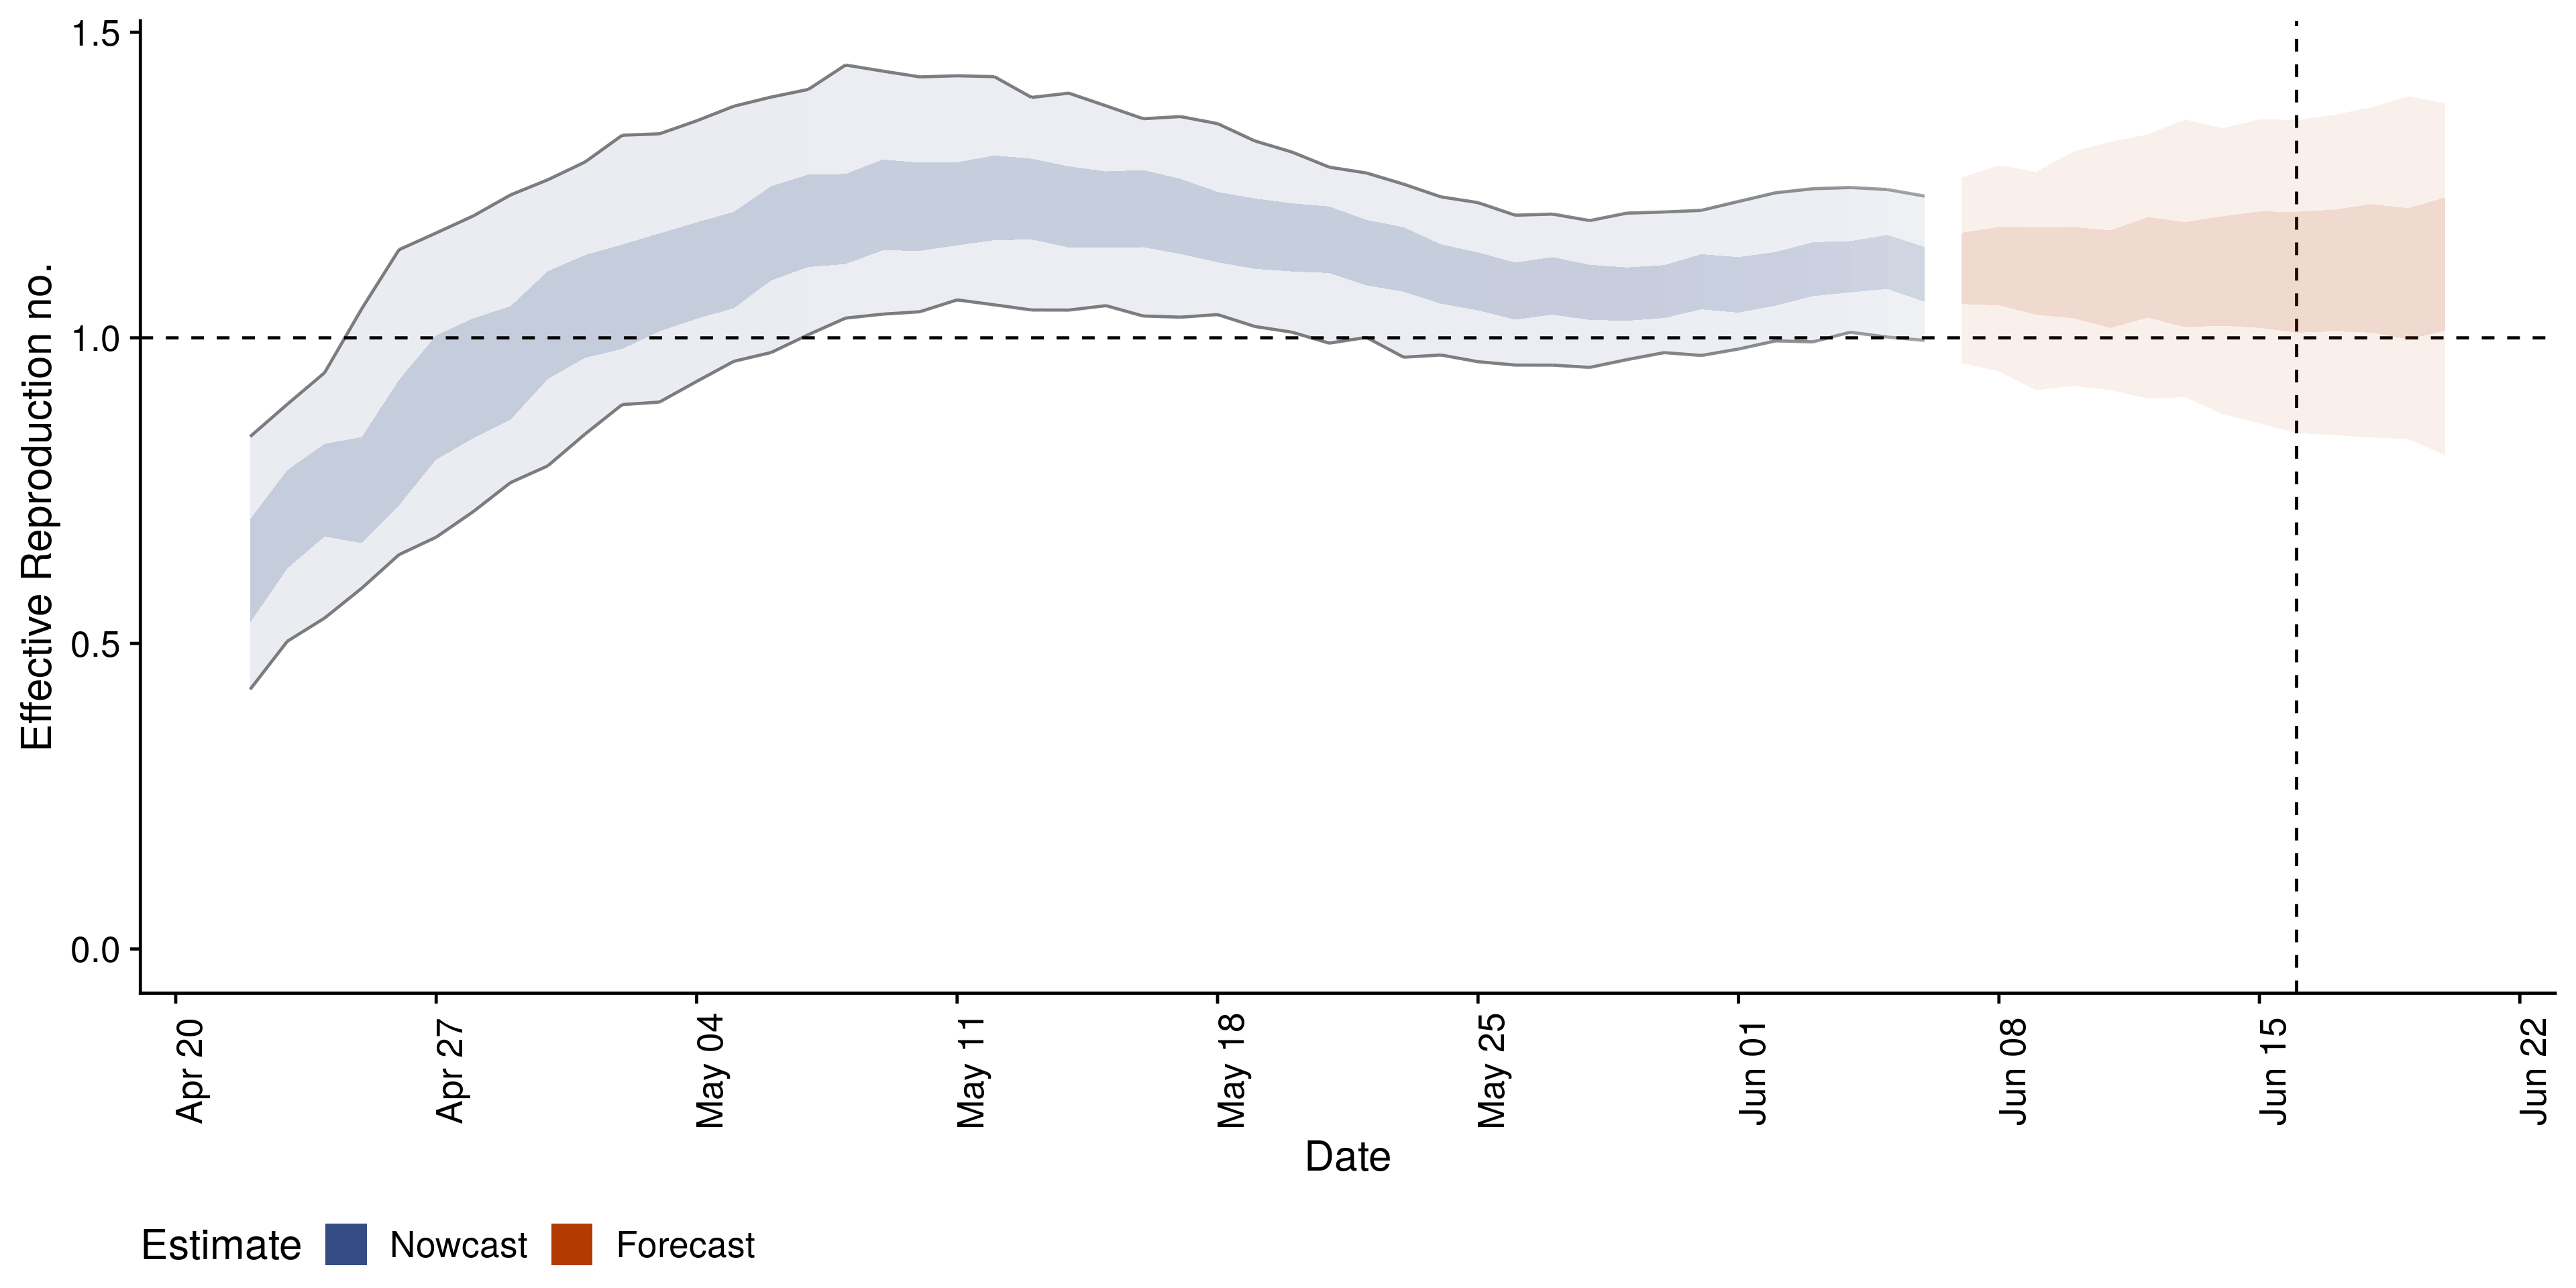 Effective Reproduction no.
1.5
1.0
0.5
0.0
Apr 20
Apr 27
May 04
May 11
May 18
May 25
Jun 01
Jun 08
Jun 15
Jun 22
Date
Estimate Nowcast Forecast